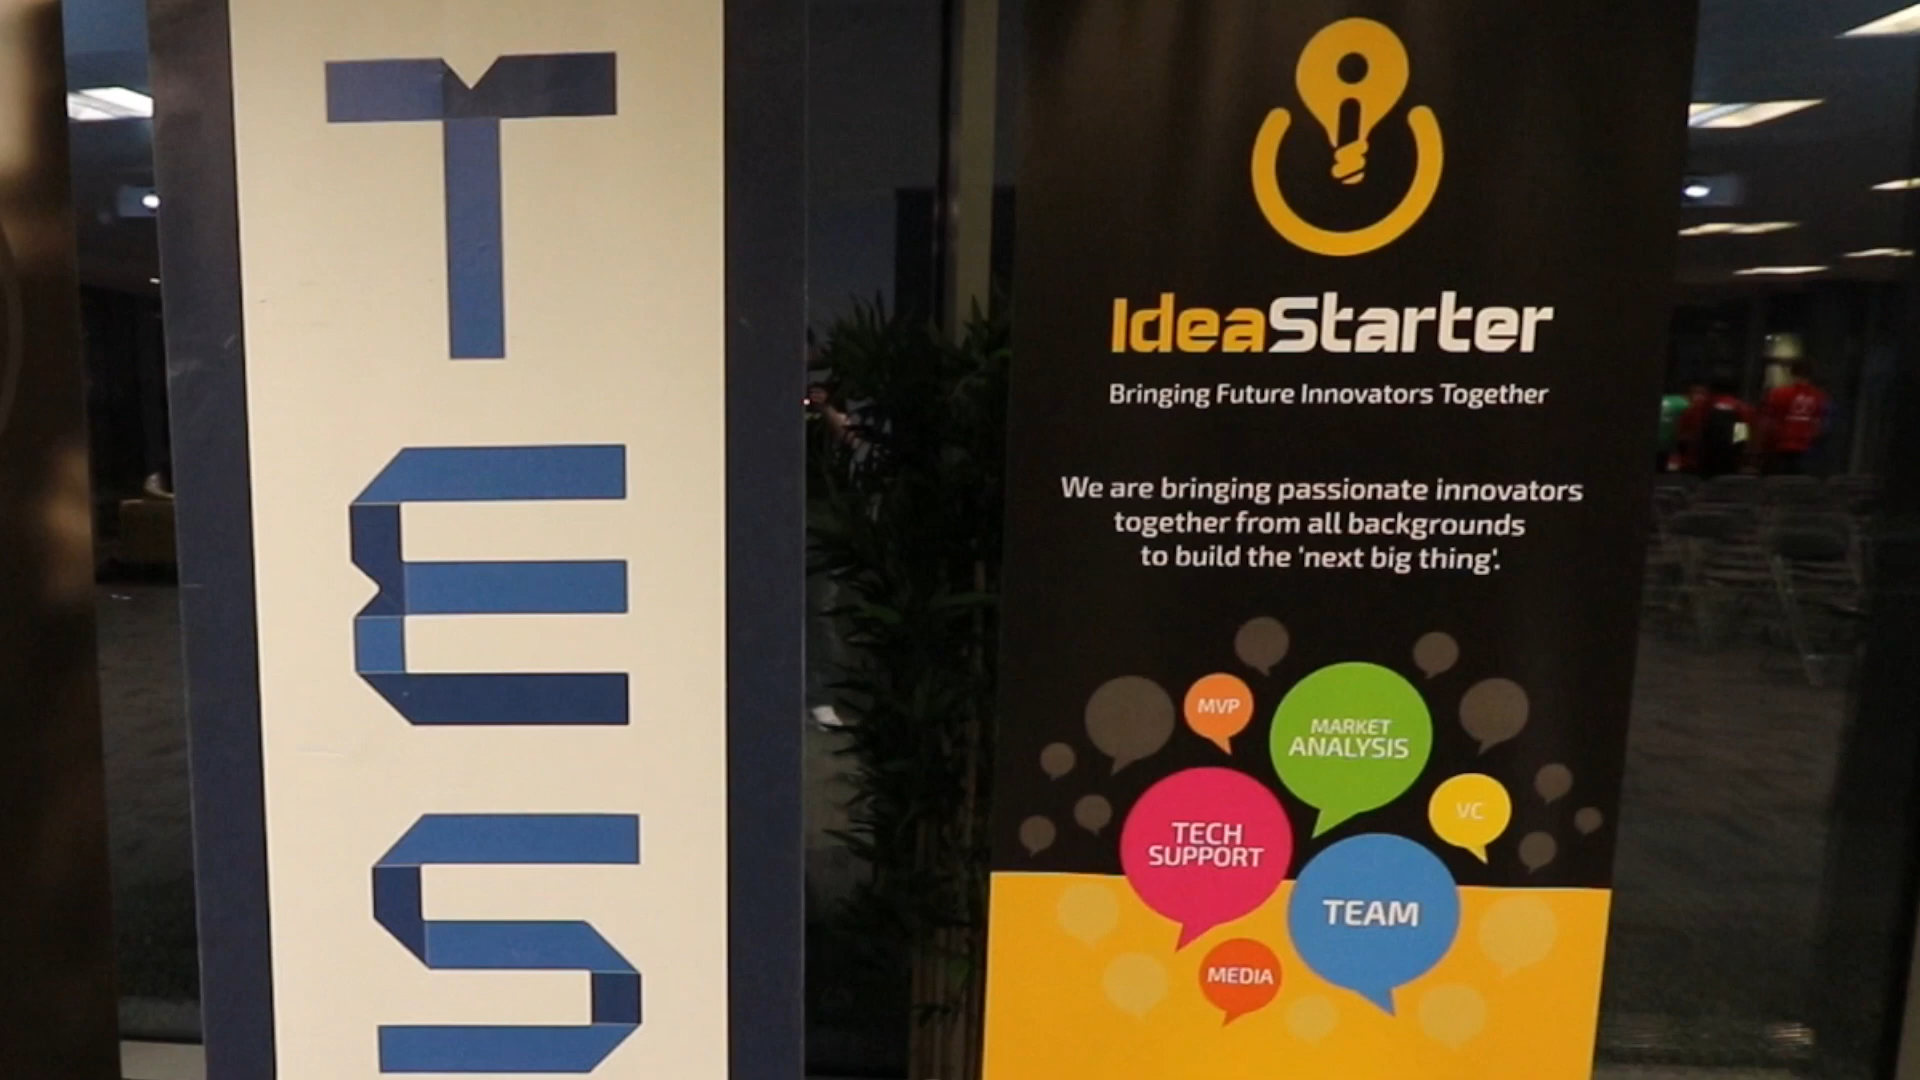 T
E
S
IdeaStarter
Bringing Future Innovators Together
We are bringing passionate innovators
together from all backgrounds
to build the 'next big thing'.
MVP
MARKET
ANALYSIS
VC
TECH
SUPPORT
TEAM
MEDIA